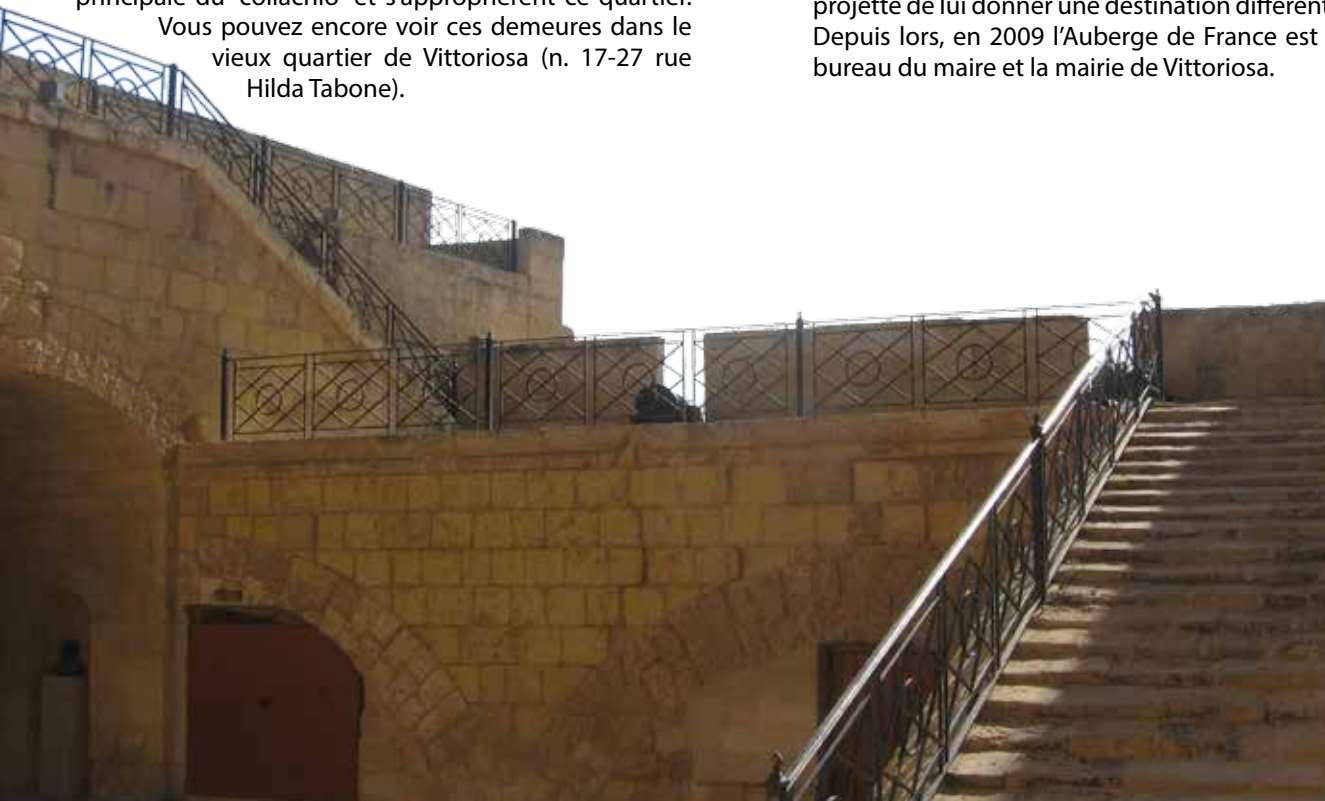 principale du 'collachio' et s'approprièrent ce quartier.
Vous pouvez encore voir ces demeures dans le
vieux quartier de Vittoriosa (n. 17-27 rue
Hilda Tabone).
projette de lui donner une destination différent
Depuis lors, en 2009 l'Auberge de France est
bureau du maire et la mairie de Vittoriosa.